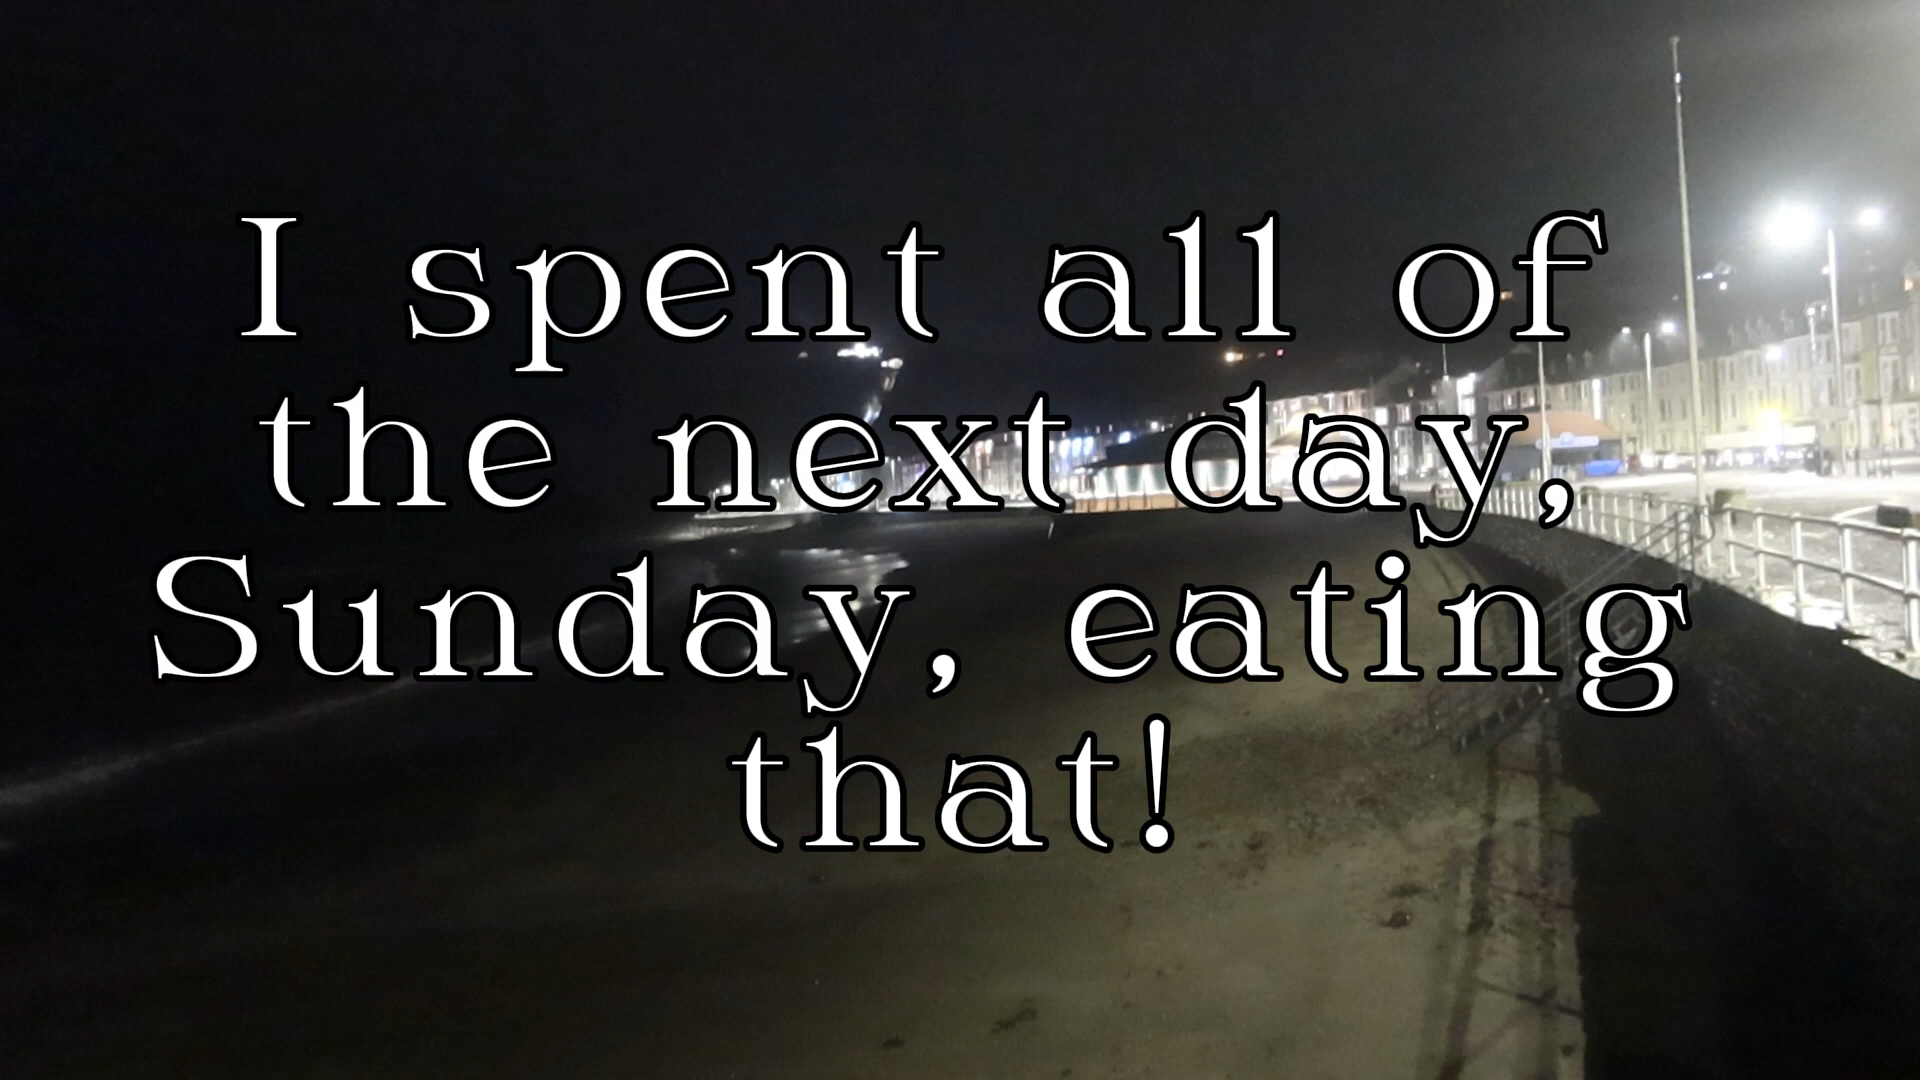 I spent all of
the next day,
Sunday, eating
that!